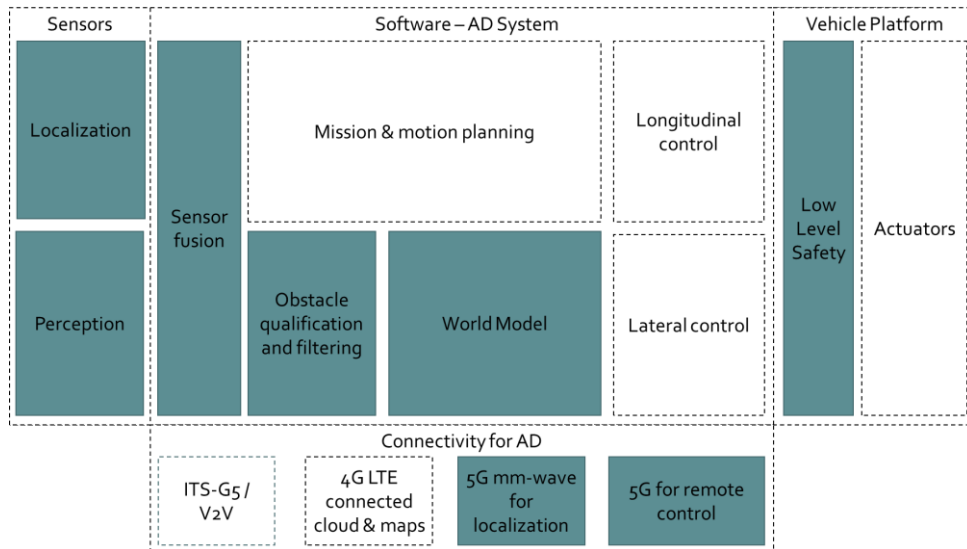 Sensors
Software – AD System
Vehicle Platform
Localization
Mission & motion planning
Longitudinal
control
Sensor
fusion
Low
Level
Safety
Actuators
Perception
Obstacle
qualification
and filtering
World Model
Lateral control
Connectivity for AD
ITS-G5 /
V2V
4G LTE
connected
cloud & maps
5G mm-wave
for
localization
5G for remote
control